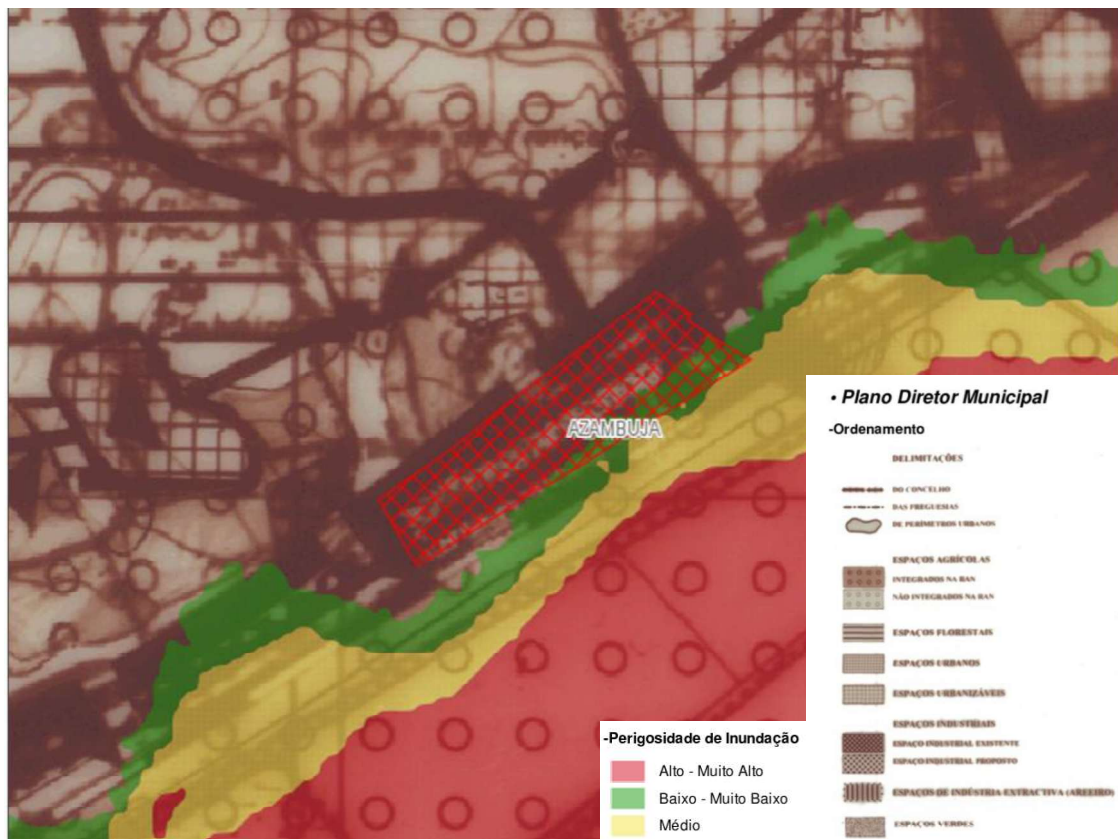 PG
AZAMBUJA
• Plano Diretor Municipal
-Ordenamento
DELIMITAÇÕES
DO CONCELHO
DAS FREGUESIAS
DE PERÍMETROS URBANOS
ESPAÇOS AGRÍCOLAS
INTEGRADOS NA RAN
NÃO INTEGRADOS NA RAN
ESPAÇOS FLORESTAIS
ESPAÇOS URBANOS
ESPAÇOS URBANIZÁVEIS
ESPAÇOS INDUSTRIAIS
ESPAÇO INDUSTRIAL EXISTENTE
ESPAÇO INDUSTRIAL PROPOSTO
ESPAÇOS DE INDÚSTRIA EXTRACTIVA (AREEIRO)
ESPAÇOS VERDES
-Perigosidade de Inundação
Alto - Muito Alto
Baixo - Muito Baixo
Médio